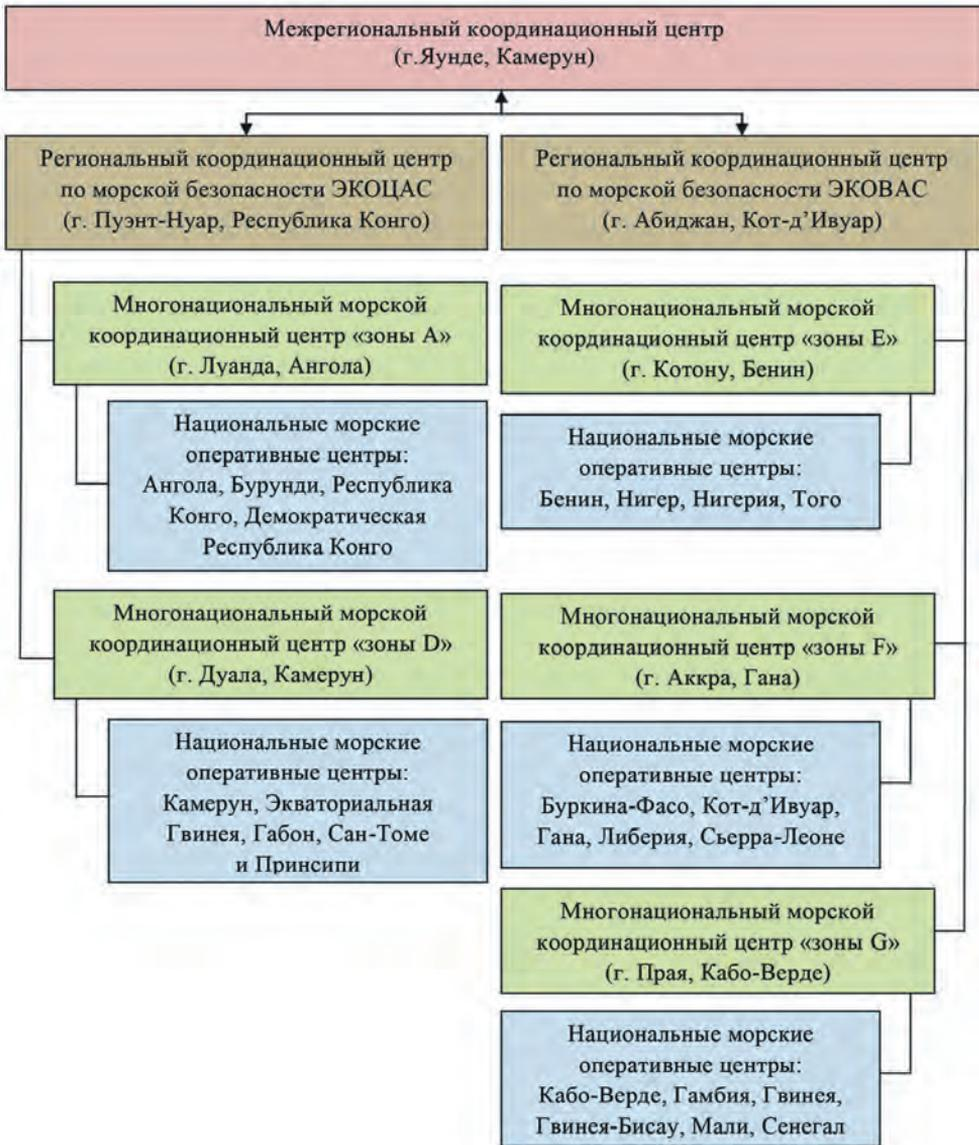 Межрегиональный координационный центр
(г.Яунде, Камерун)
Региональный координационный центр
по морской безопасности ЭКОЦАС
(г. Пуэнт-Нуар, Республика Конго)
Региональный координационный центр
по морской безопасности ЭКОВАС
(г. Абиджан, Кот-д’Ивуар)
Многонациональный морской
координационный центр «зоны A»
(г. Луанда, Ангола)
Национальные морские
оперативные центры:
Ангола, Бурунди, Республика
Конго, Демократическая
Республика Конго
Многонациональный морской
координационный центр «зоны D»
(г. Дуала, Камерун)
Национальные морские
оперативные центры:
Камерун, Экваториальная
Гвинея, Габон, Сан-Томе
и Принсипи
Многонациональный морской
координационный центр «зоны E»
(г. Котону, Бенин)
Национальные морские
оперативные центры:
Бенин, Нигер, Нигерия, Того
Многонациональный морской
координационный центр «зоны F»
(г. Аккра, Гана)
Национальные морские
оперативные центры:
Буркина-Фасо, Кот-д’Ивуар,
Гана, Либерия, Сьерра-Леоне
Многонациональный морской
координационный центр «зоны G»
(г. Прая, Кабо-Верде)
Национальные морские
оперативные центры:
Кабо-Верде, Гамбия, Гвинея,
Гвинея-Бисау, Мали, Сенегал